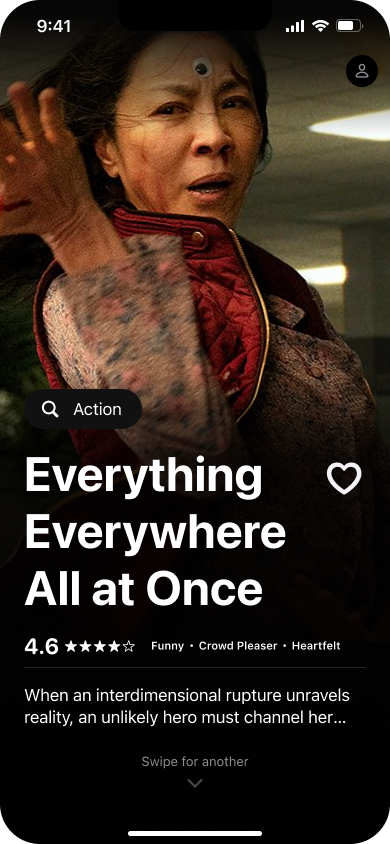 9:41
Action
Everything
Everywhere
All at Once
4.6 ★★★★☆ Funny • Crowd Pleaser • Heartfelt
When an interdimensional rupture unravels
reality, an unlikely hero must channel her...
Swipe for another